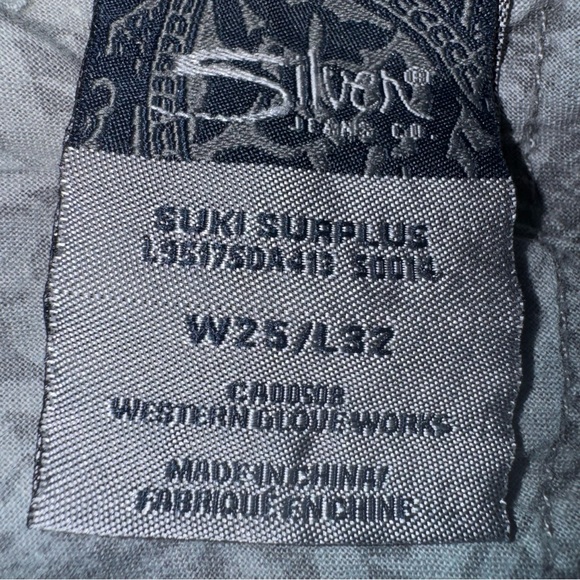 Silver®
JEANS CO.
SUKI SURPLUS
L95175DA413 S0014
W25/L32
CA00508
WESTERN GLOVE WORKS
MADE IN CHINA/
FABRIQUÉ EN CHINE